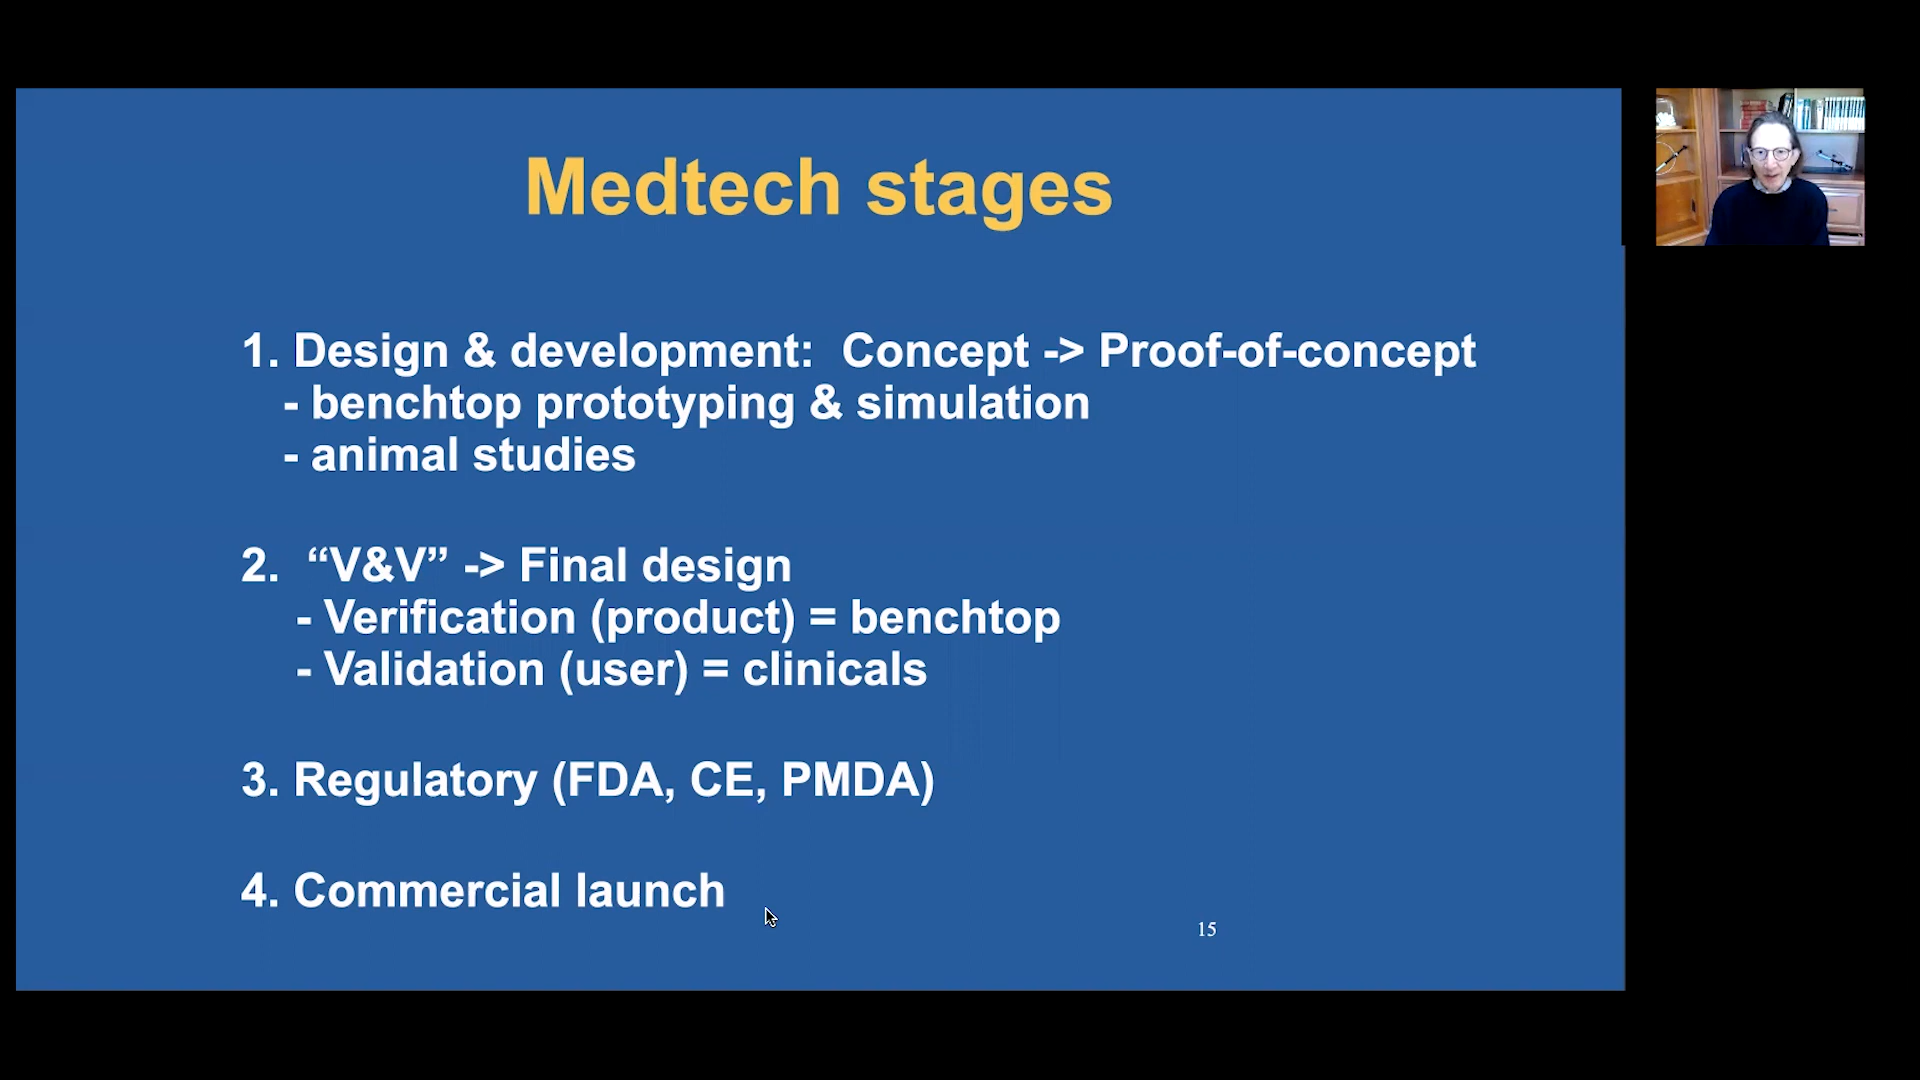 Medtech stages
1. Design & development:  Concept -> Proof-of-concept
- benchtop prototyping & simulation
- animal studies
2.  “V&V” -> Final design
- Verification (product) = benchtop
- Validation (user) = clinicals
3. Regulatory (FDA, CE, PMDA)
4. Commercial launch
15